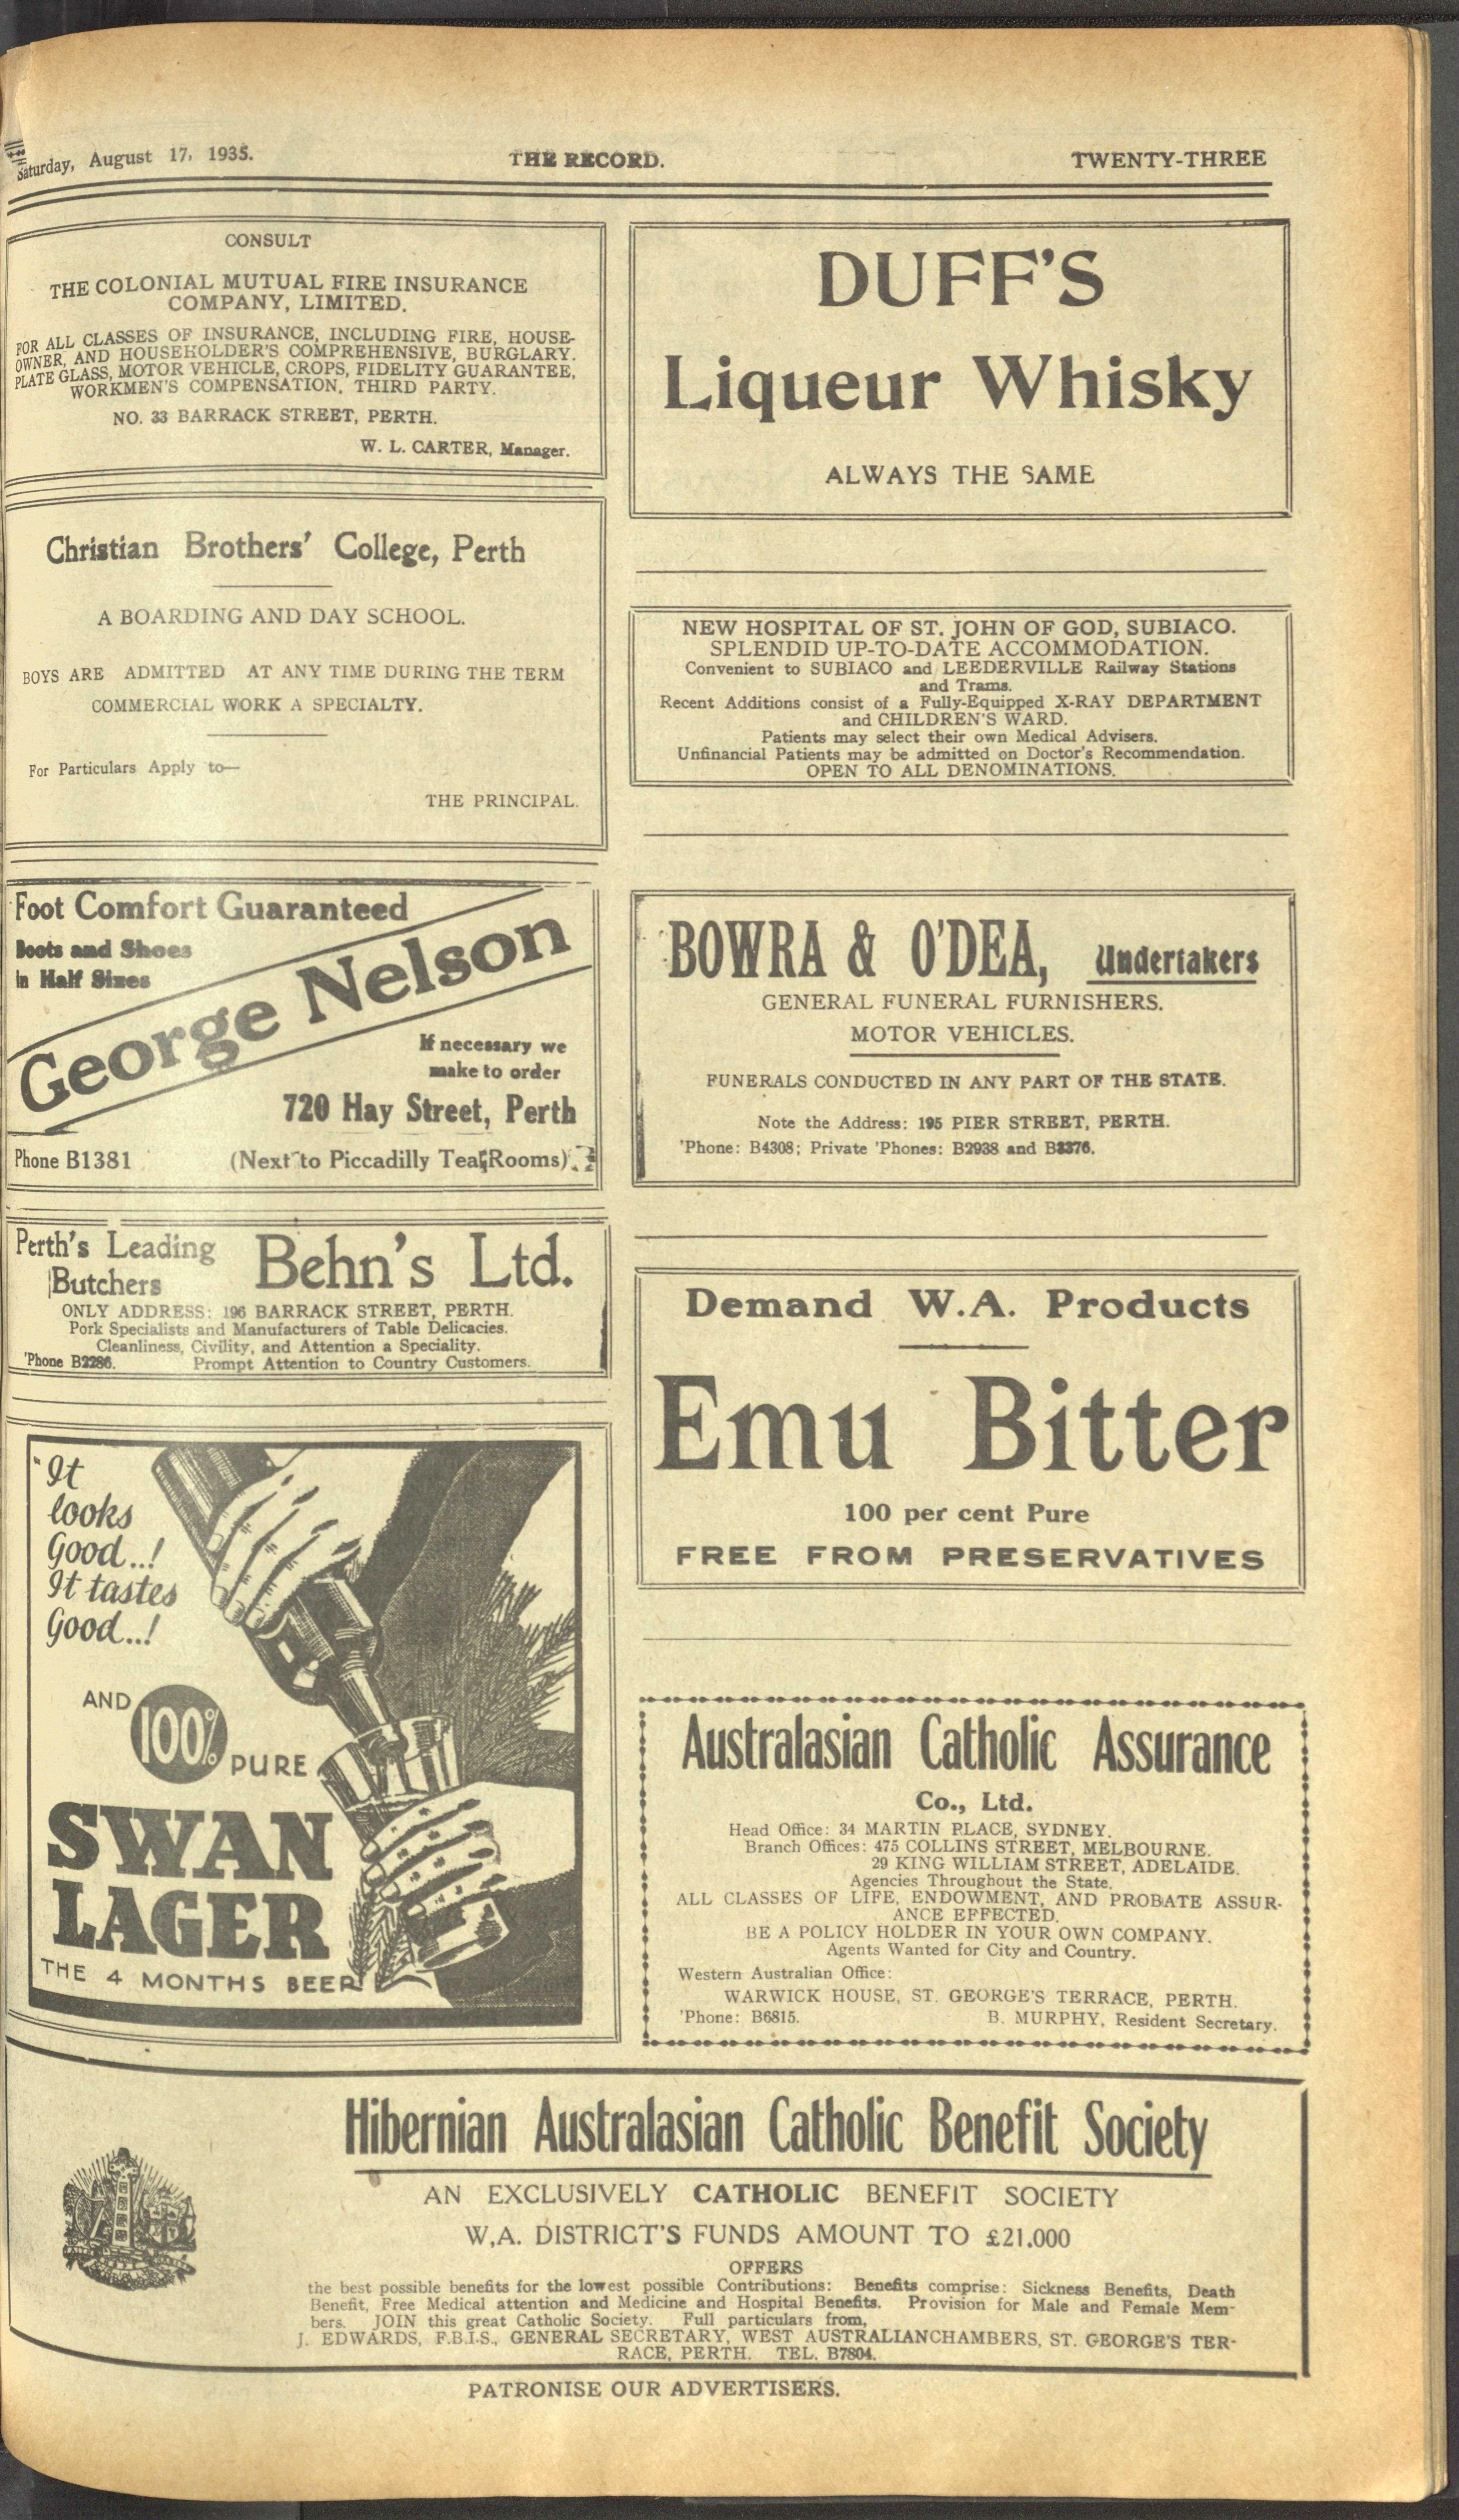 Saturday, August 17, 1935.
THE RECORD.
TWENTY-THREE
CONSULT
THE COLONIAL MUTUAL FIRE INSURANCE
COMPANY, LIMITED.
FOR ALL CLASSES OF INSURANCE, INCLUDING FIRE, HOUSE-
OWNER, AND HOUSEHOLDER'S COMPREHENSIVE, BURGLARY.
PLATE GLASS, MOTOR VEHICLE, CROPS, FIDELITY GUARANTEE,
WORKMEN'S COMPENSATION, THIRD PARTY.
NO. 33 BARRACK STREET, PERTH.
W. L. CARTER, Manager.
Christian Brothers' College, Perth
A BOARDING AND DAY SCHOOL.
BOYS ARE ADMITTED AT ANY TIME DURING THE TERM
COMMERCIAL WORK A SPECIALTY.
For Particulars Apply to—
THE PRINCIPAL.
Foot Comfort Guaranteed
Boots and Shoes
in Half Sizes
George Nelson
If necessary we
make to order
720 Hay Street, Perth
Phone B1381
(Next to Piccadilly Tea Rooms)
Perth's Leading
Butchers
Behn's Ltd.
ONLY ADDRESS: 196 BARRACK STREET, PERTH.
Pork Specialists and Manufacturers of Table Delicacies.
Cleanliness, Civility, and Attention a Speciality.
'Phone B2286. Prompt Attention to Country Customers.
"It
looks
Good..!
It tastes
Good..!
AND
100%
PURE
SWAN
LAGER
THE 4 MONTHS BEER
DUFF'S
Liqueur Whisky
ALWAYS THE SAME
NEW HOSPITAL OF ST. JOHN OF GOD, SUBIACO.
SPLENDID UP-TO-DATE ACCOMMODATION.
Convenient to SUBIACO and LEEDERVILLE Railway Stations
and Trams.
Recent Additions consist of a Fully-Equipped X-RAY DEPARTMENT
and CHILDREN'S WARD.
Patients may select their own Medical Advisers.
Unfinancial Patients may be admitted on Doctor's Recommendation.
OPEN TO ALL DENOMINATIONS.
BOWRA & O'DEA, Undertakers
GENERAL FUNERAL FURNISHERS.
MOTOR VEHICLES.
FUNERALS CONDUCTED IN ANY PART OF THE STATE.
Note the Address: 195 PIER STREET, PERTH.
'Phone: B4308; Private 'Phones: B2938 and
Demand W.A. Products
Emu Bitter
100 per cent Pure
FREE FROM PRESERVATIVES
Australasian Catholic Assurance
Co., Ltd.
Head Office: 34 MARTIN PLACE, SYDNEY.
Branch Offices: 475 COLLINS STREET, MELBOURNE.
29 KING WILLIAM STREET, ADELAIDE.
Agencies Throughout the State.
ALL CLASSES OF LIFE, ENDOWMENT, AND PROBATE ASSUR-
ANCE EFFECTED.
BE A POLICY HOLDER IN YOUR OWN COMPANY.
Agents Wanted for City and Country.
Western Australian Office:
WARWICK HOUSE, ST. GEORGE'S TERRACE, PERTH.
'Phone: B6815. B. MURPHY, Resident Secretary.
Hibernian Australasian Catholic Benefit Society
AN EXCLUSIVELY CATHOLIC BENEFIT SOCIETY
W.A. DISTRICT'S FUNDS AMOUNT TO £21.000
OFFERS
the best possible benefits for the lowest possible Contributions: Benefits comprise: Sickness Benefits, Death
Benefit, Free Medical attention and Medicine and Hospital Benefits. Provision for Male and Female Mem-
bers. JOIN this great Catholic Society. Full particulars from,
J. EDWARDS, F.B.I.S., GENERAL SECRETARY, WEST AUSTRALIANCHAMBERS, ST. GEORGE'S TER-
RACE, PERTH. TEL. B7804.
PATRONISE OUR ADVERTISERS.